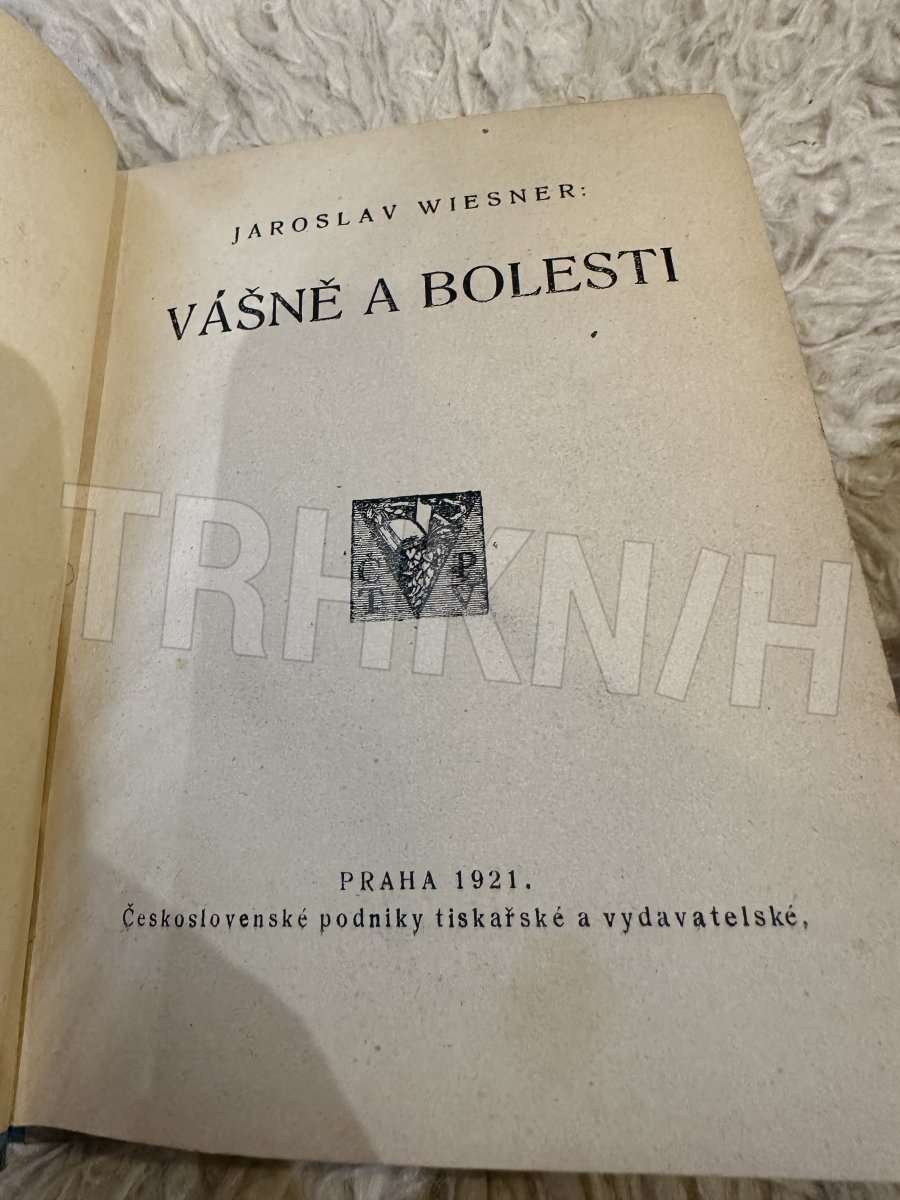 JAROSLAV WIESNER:
VÁŠNĚ A BOLESTI
Č P
T V
TRHKNIH
PRAHA 1921.
Československé podniky tiskařské a vydavatelské,